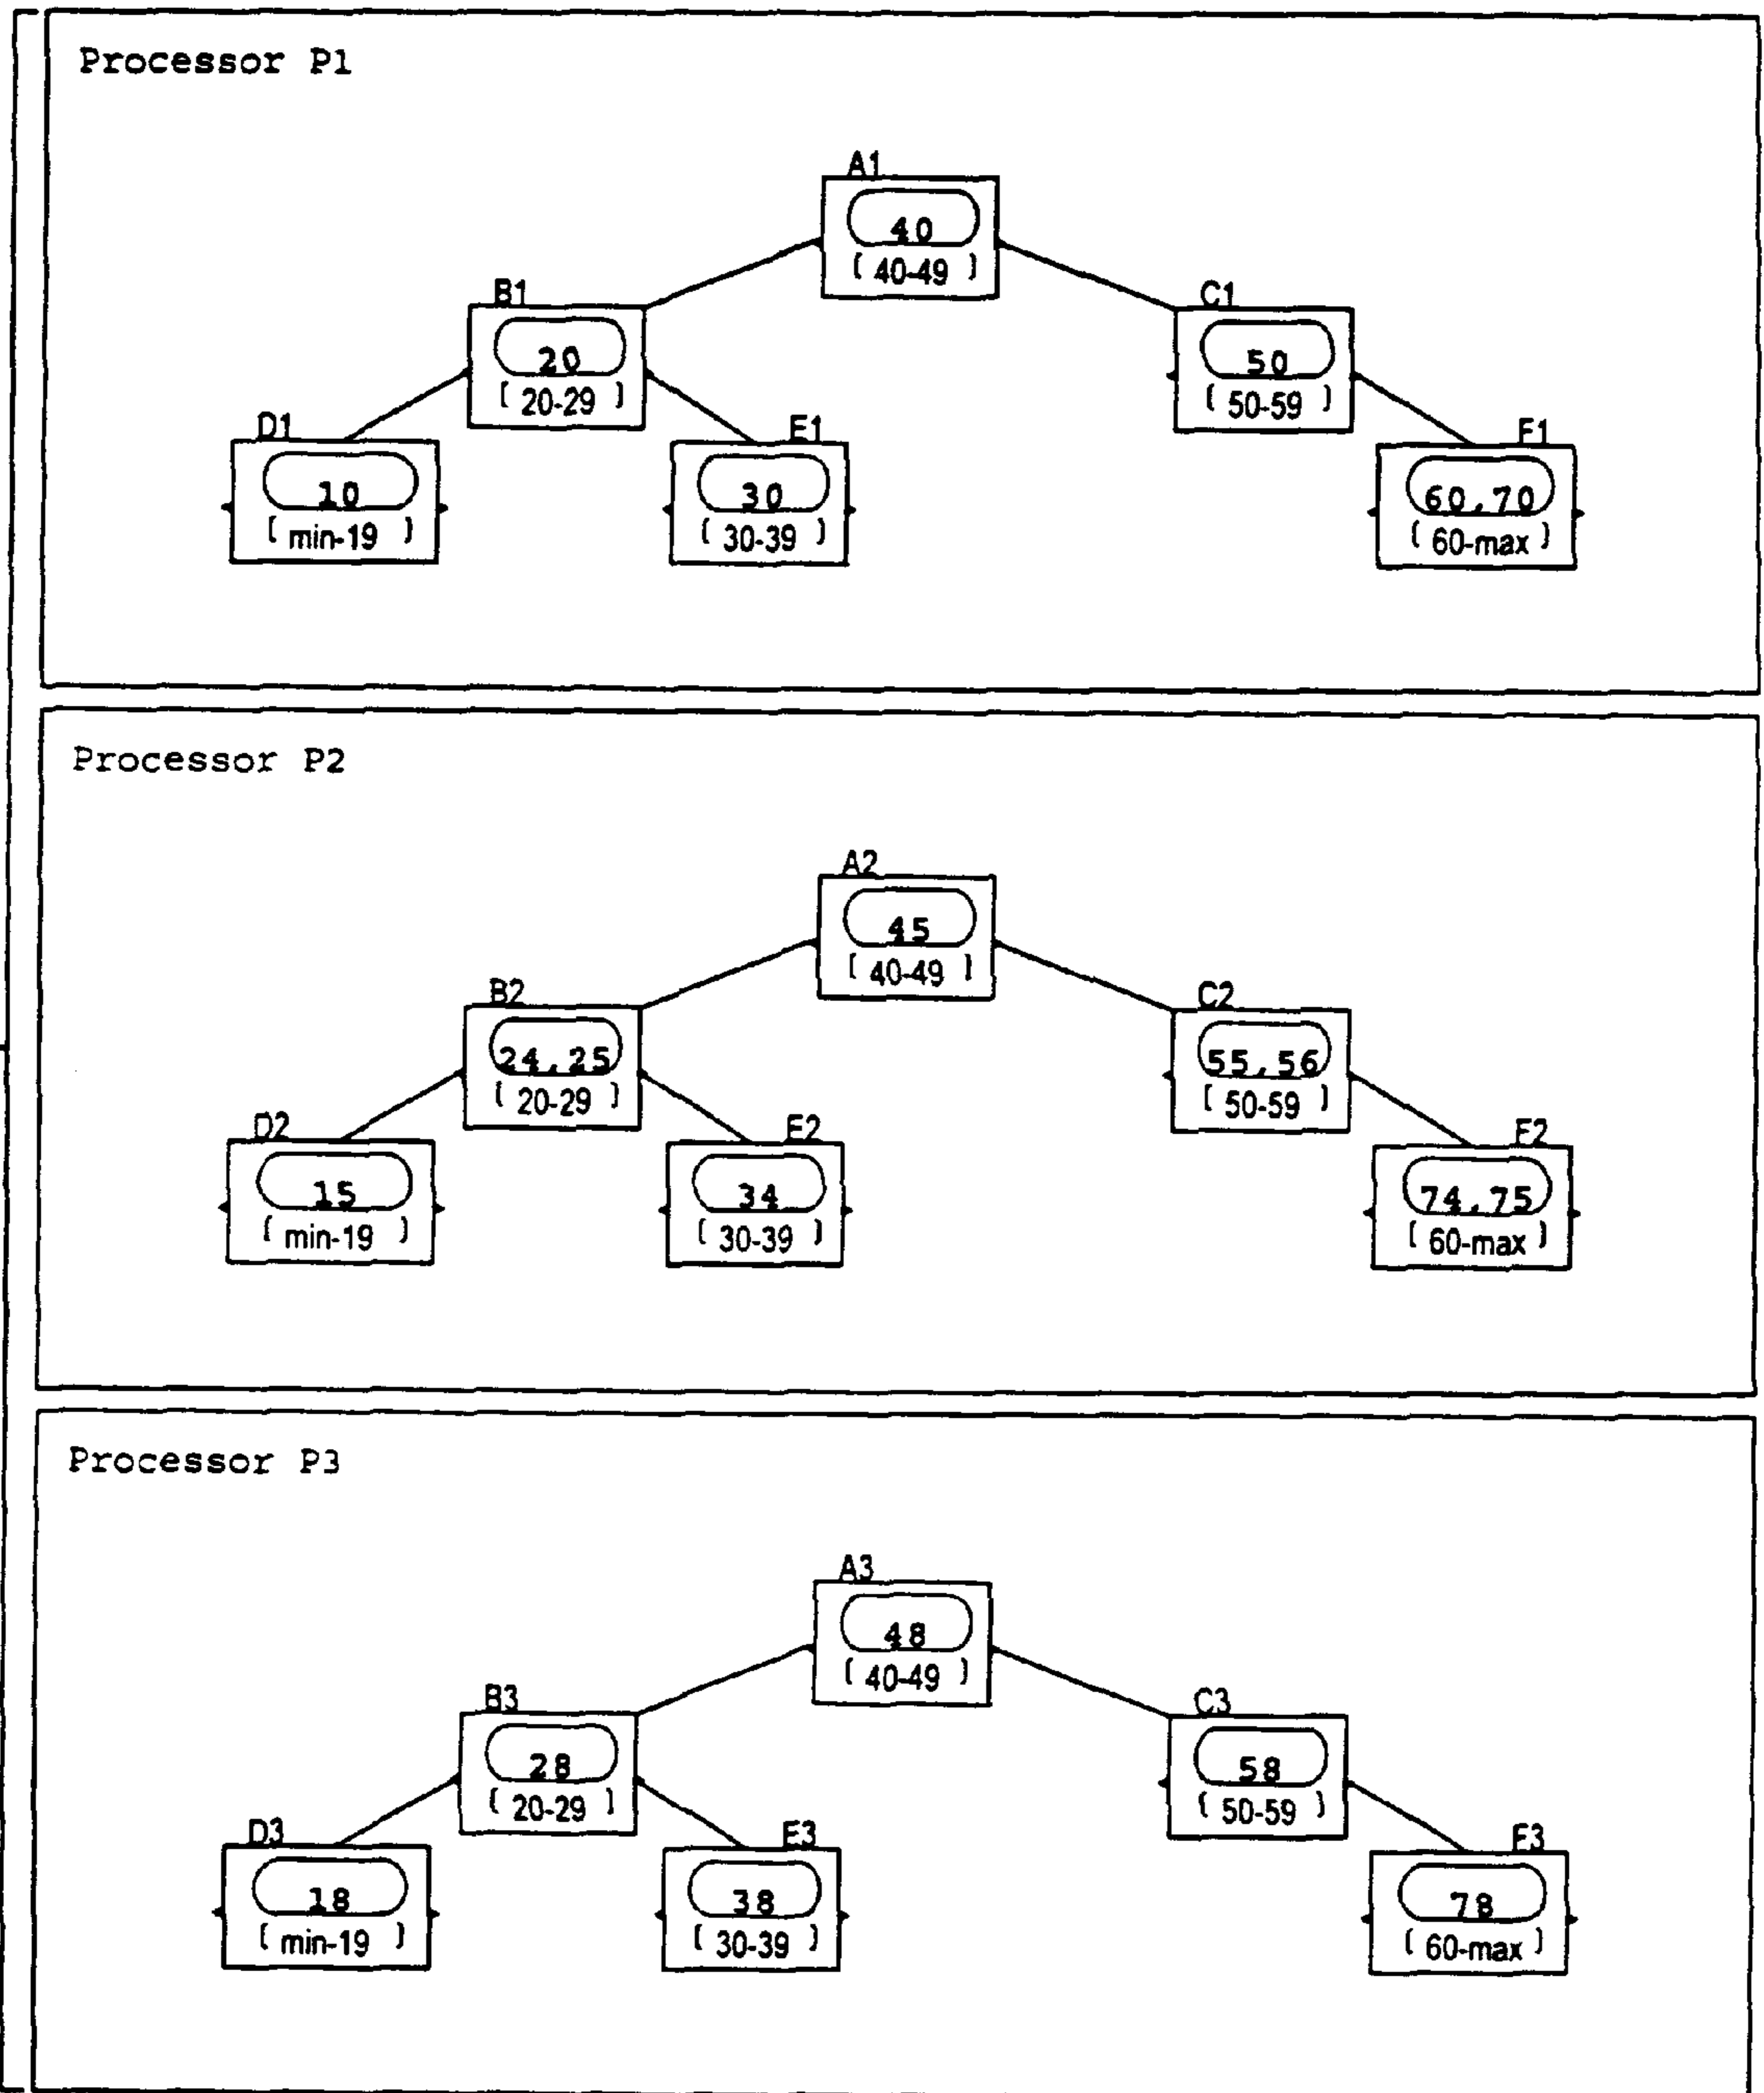 Processor P1
A1
40
[ 40-49 ]
B1
20
[ 20-29 ]
C1
50
[ 50-59 ]
D1
10
[ min-19 ]
E1
30
[ 30-39 ]
F1
60,70
[ 60-max ]
Processor P2
A2
45
[ 40-49 ]
B2
24,25
[ 20-29 ]
C2
55,56
[ 50-59 ]
D2
15
[ min-19 ]
E2
34
[ 30-39 ]
F2
74,75
[ 60-max ]
Processor P3
A3
48
[ 40-49 ]
B3
28
[ 20-29 ]
C3
58
[ 50-59 ]
D3
18
[ min-19 ]
E3
38
[ 30-39 ]
F3
78
[ 60-max ]